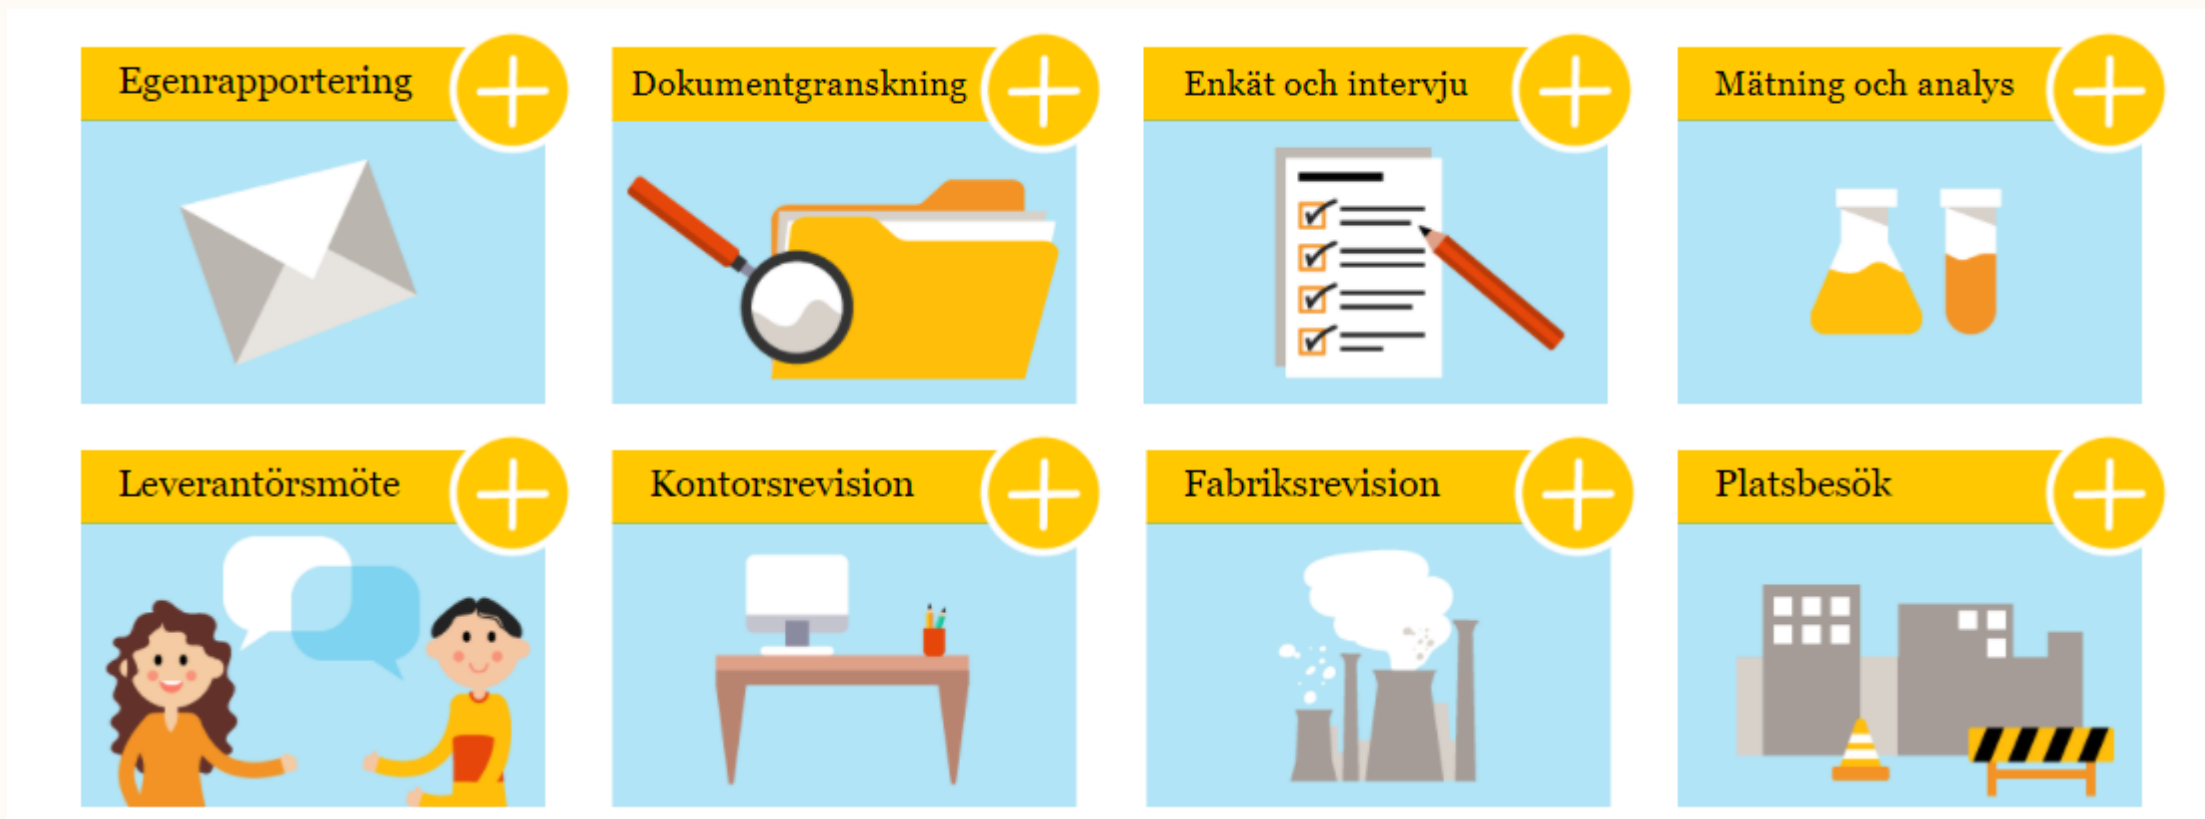 Egenrapportering
Dokumentgranskning
Enkät och intervju
Mätning och analys
Leverantörsmöte
Kontorsrevision
Fabriksrevision
Platsbesök